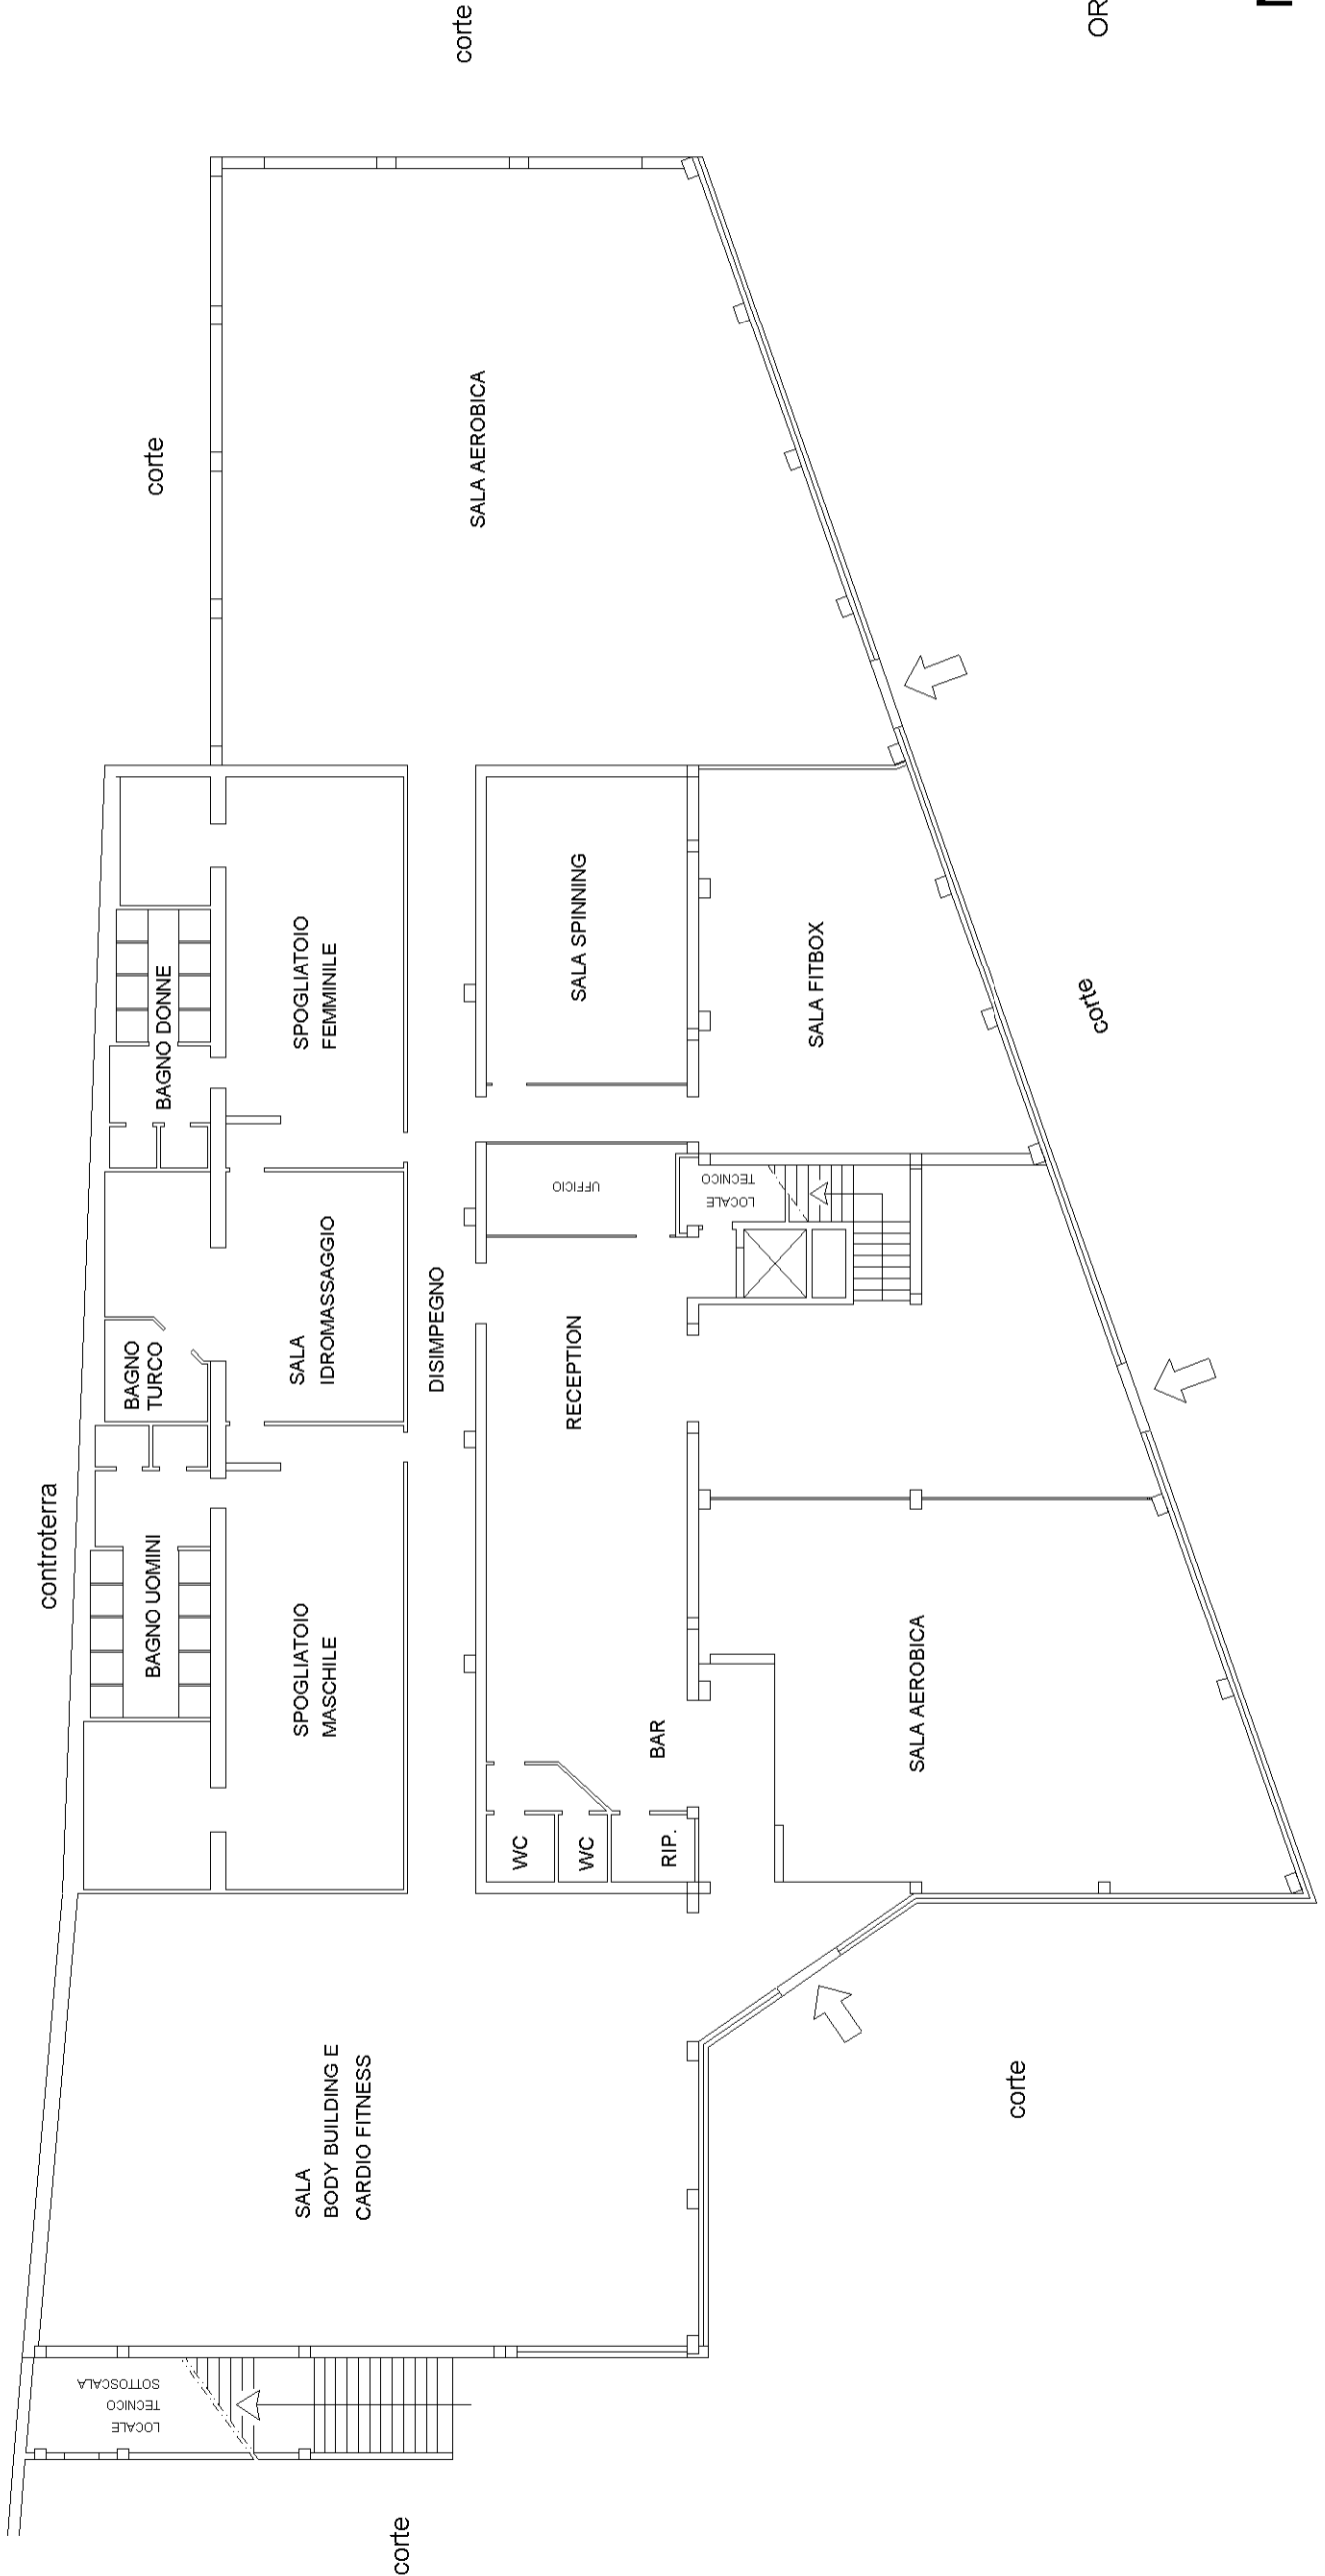 controterra
corte
corte
BAGNO UOMINI
BAGNO
TURCO
BAGNO DONNE
LOCALE
TECNICO
SOTTOSCALA
SALA
BODY BUILDING E
CARDIO FITNESS
SPOGLIATOIO
MASCHILE
SALA
IDROMASSAGGIO
SPOGLIATOIO
FEMMINILE
SALA AEROBICA
corte
corte
DISIMPEGNO
WC
WC
RIP.
BAR
RECEPTION
UFFICIO
SALA SPINNING
LOCALE
TECNICO
SALA FITBOX
SALA AEROBICA
corte
corte
OR